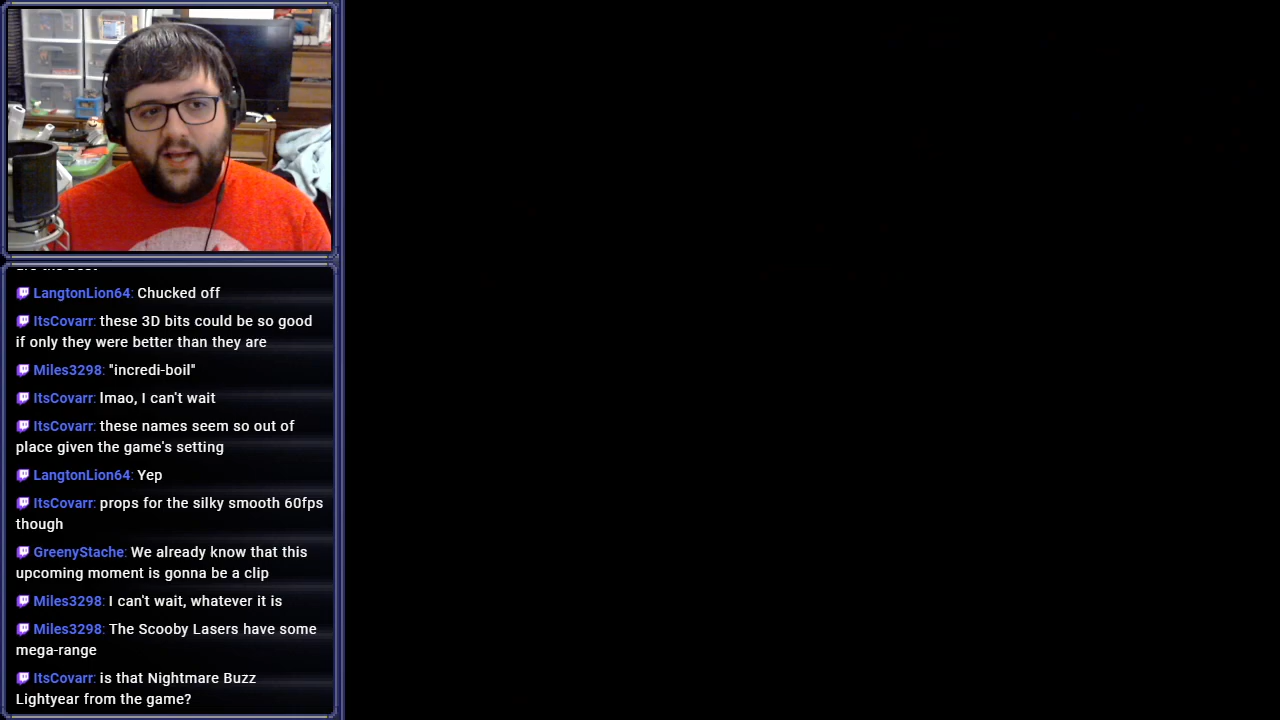 LangtonLion64: Chucked off
ItsCovarr: these 3D bits could be so good
if only they were better than they are
Miles3298: "incredi-boil"
ItsCovarr: lmao, I can't wait
ItsCovarr: these names seem so out of
place given the game's setting
LangtonLion64: Yep
ItsCovarr: props for the silky smooth 60fps
though
GreenyStache: We already know that this
upcoming moment is gonna be a clip
Miles3298: I can't wait, whatever it is
Miles3298: The Scooby Lasers have some
mega-range
ItsCovarr: is that Nightmare Buzz
Lightyear from the game?